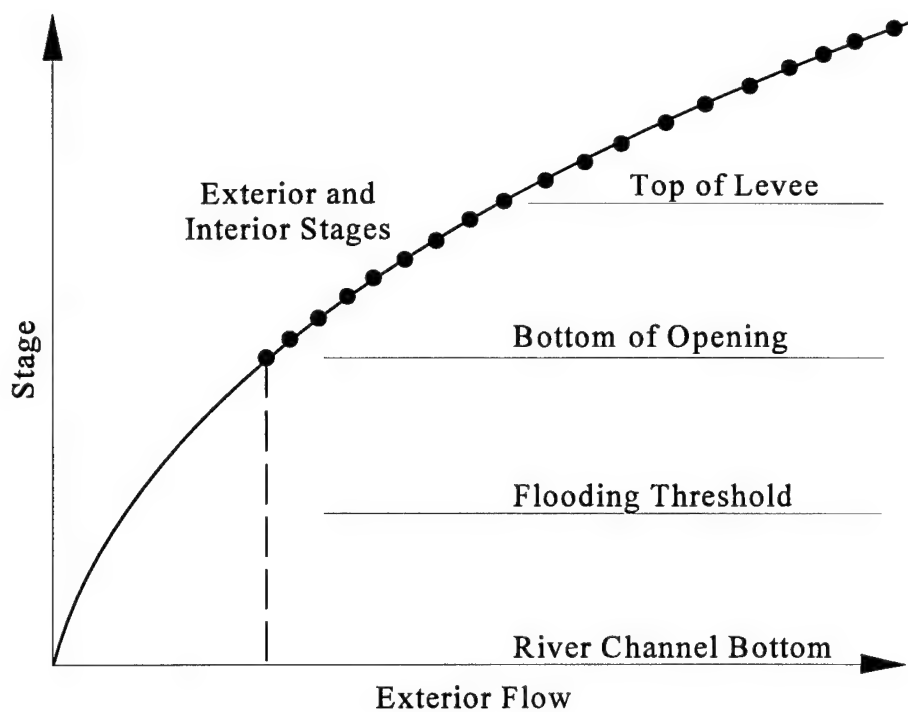 Top of Levee
Exterior and
Interior Stages
Bottom of Opening
Stage
Flooding Threshold
River Channel Bottom
Exterior Flow